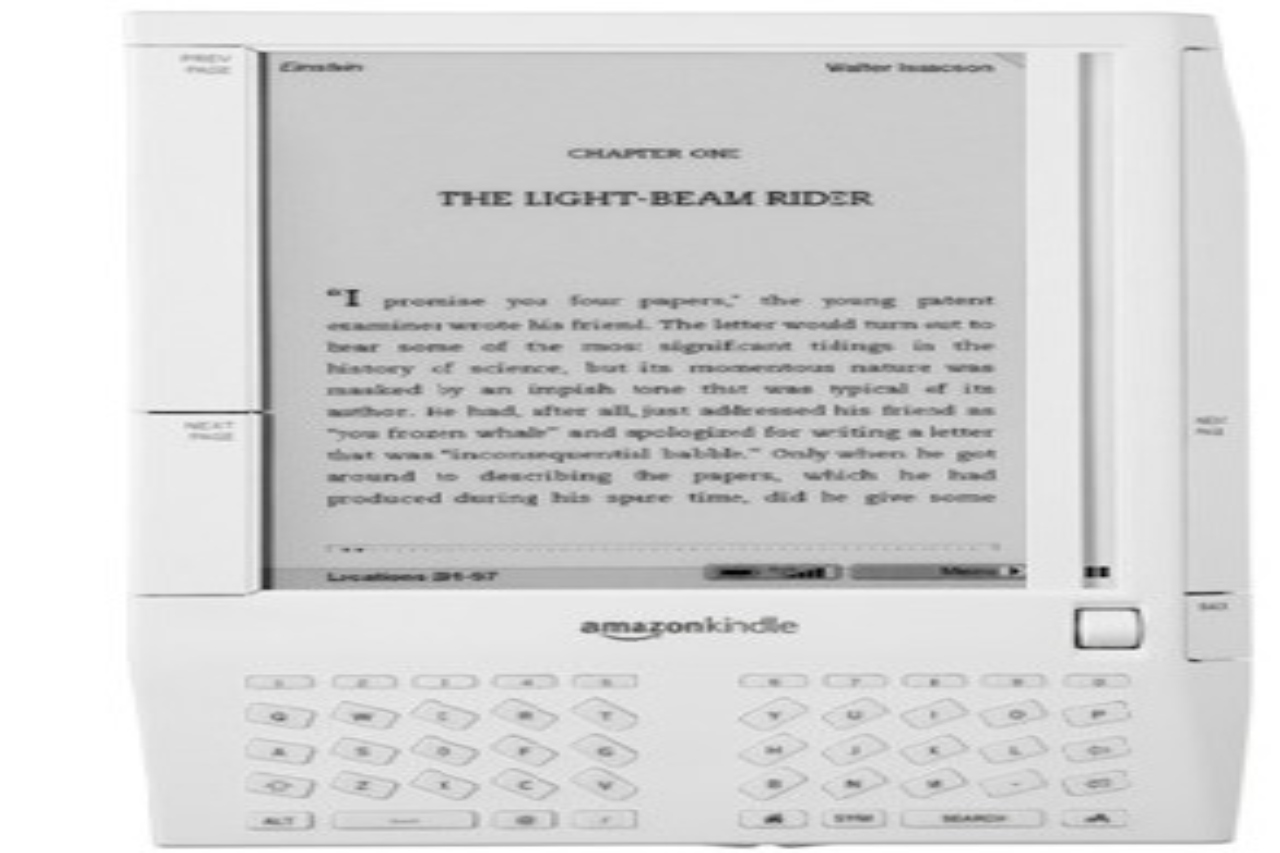 PREV
PAGE
Einstein
Walter Isaacson
CHAPTER ONE
THE LIGHT-BEAM RIDER
"I promise you four papers," the young patent
examiner wrote his friend. The letter would turn out to
bear some of the most significant tidings in the
history of science, but its momentous nature was
masked by an impish tone that was typical of its
author. He had, after all, just addressed his friend as
"you frozen whale" and apologized for writing a letter
that was "inconsequential babble." Only when he got
around to describing the papers, which he had
produced during his spare time, did he give some
NEXT
PAGE
NEXT
PAGE
Locations 91-97
Menu
BACK
amazonkindle
1 2 3 4 5 6 7 8 9 0
Q W E R T Y U I O P
A S D F G H J K L
Z X C V B N M .
ALT @ / SYM SEARCH AA